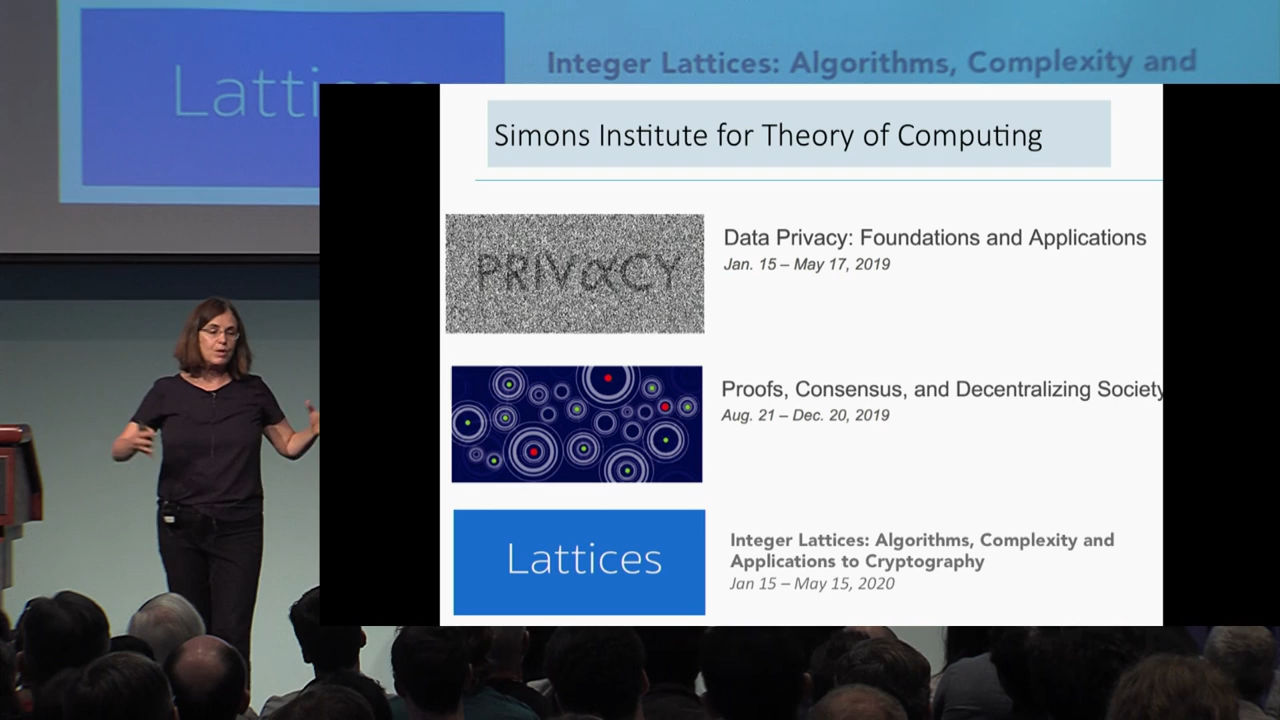 Latti
Integer Lattices: Algorithms, Complexity and
Simons Institute for Theory of Computing
PRIVαCY
Data Privacy: Foundations and Applications
Jan. 15 – May 17, 2019
Proofs, Consensus, and Decentralizing Society
Aug. 21 – Dec. 20, 2019
Lattices
Integer Lattices: Algorithms, Complexity and
Applications to Cryptography
Jan 15 – May 15, 2020